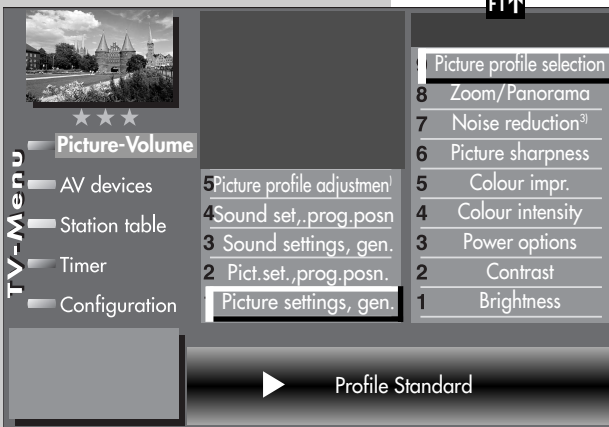 F1↑
TV-Menu
Picture-Volume
AV devices
Station table
Timer
Configuration
5 Picture profile adjustmen)
4 Sound set,.prog.posn
3 Sound settings, gen.
2 Pict.set.,prog.posn.
Picture settings, gen.
9 Picture profile selection
8 Zoom/Panorama
7 Noise reduction3)
6 Picture sharpness
5 Colour impr.
4 Colour intensity
3 Power options
2 Contrast
1 Brightness
Profile Standard